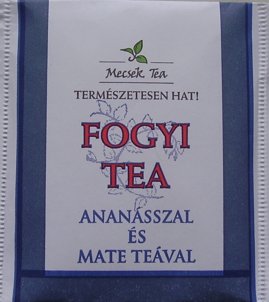 Mecsek Tea
TERMÉSZETESEN HAT!
FOGYI
TEA
ANANÁSSZAL
ÉS
MATE TEÁVAL